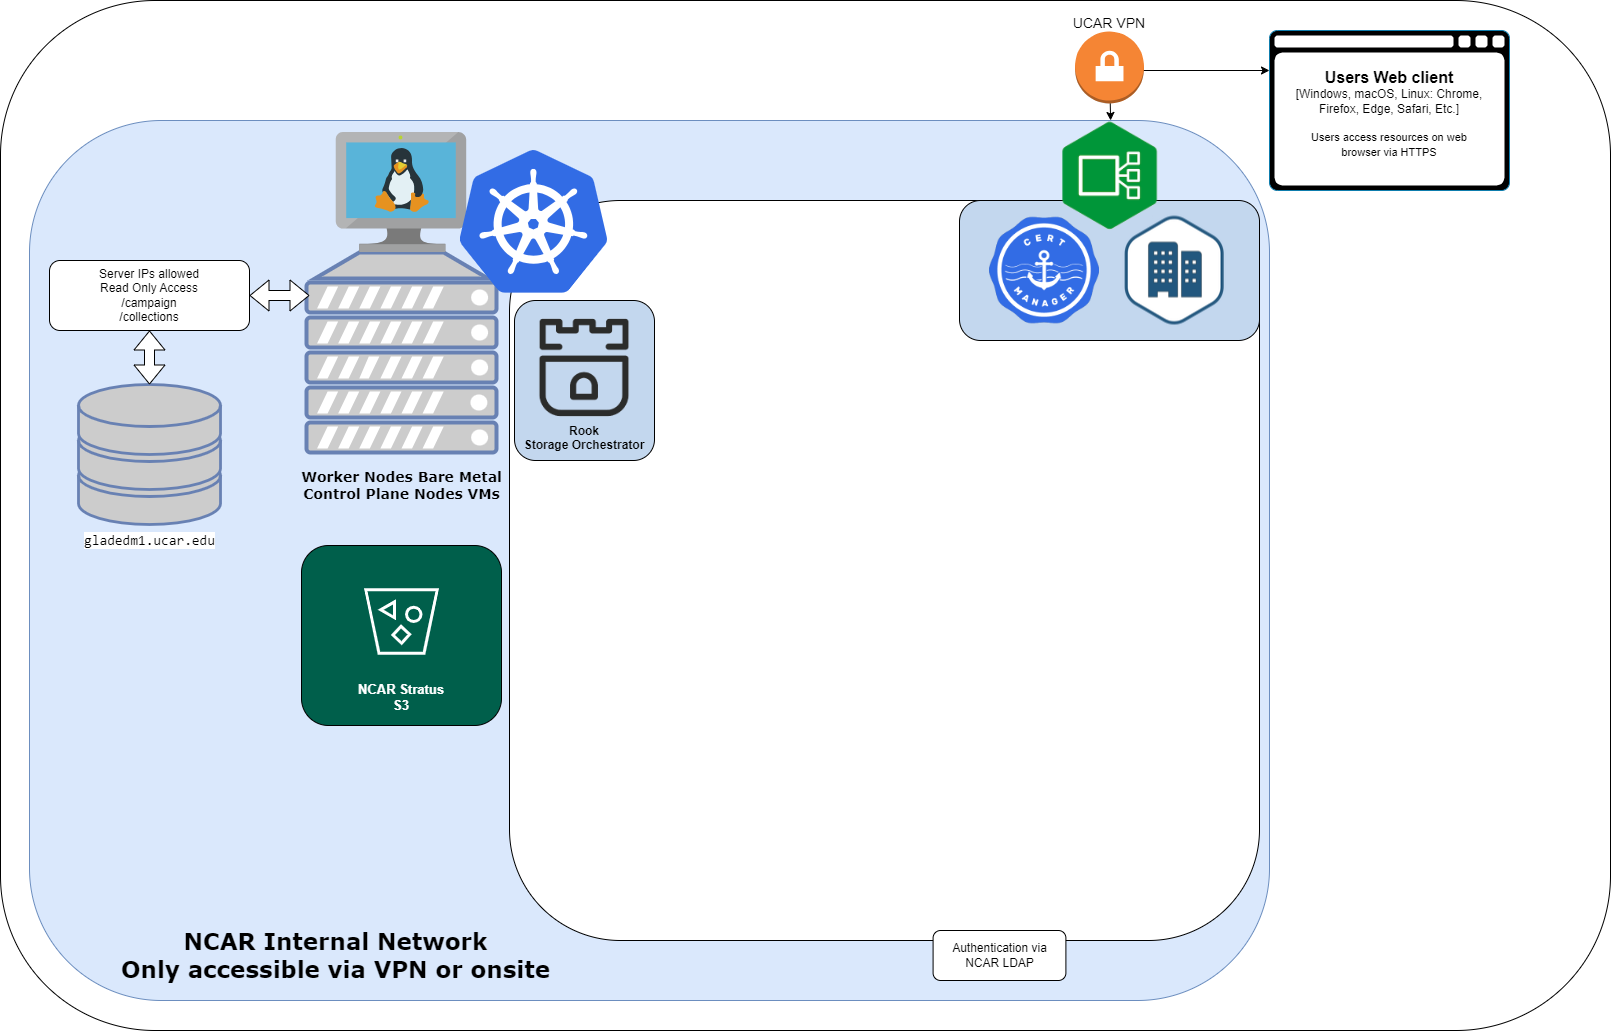 UCAR VPN
Users Web client
[Windows, macOS, Linux: Chrome,
Firefox, Edge, Safari, Etc.]
Users access resources on web
browser via HTTPS
CERT
MANAGER
Server IPs allowed
Read Only Access
/campaign
/collections
Rook
Storage Orchestrator
Worker Nodes Bare Metal
Control Plane Nodes VMs
gladedm1.ucar.edu
NCAR Stratus
S3
NCAR Internal Network
Only accessible via VPN or onsite
Authentication via
NCAR LDAP